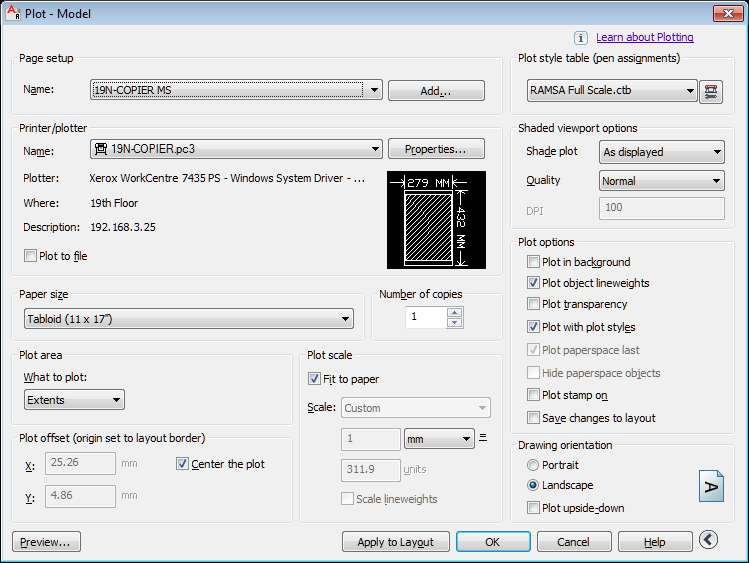 Plot - Model
Learn about Plotting
Page setup
Name:
19N-COPIER MS
Add...
Printer/plotter
Name:
19N-COPIER.pc3
Properties...
Plotter:
Xerox WorkCentre 7435 PS - Windows System Driver - ...
Where:
19th Floor
Description:
192.168.3.25
Plot to file
279 MM
432 MM
Paper size
Tabloid (11 x 17")
Number of copies
1
Plot area
What to plot:
Extents
Plot offset (origin set to layout border)
X:
25.26
mm
Center the plot
Y:
4.86
mm
Plot scale
Fit to paper
Scale:
Custom
1
mm
=
311.9
units
Scale lineweights
Plot style table (pen assignments)
RAMSA Full Scale.ctb
Shaded viewport options
Shade plot
As displayed
Quality
Normal
DPI
100
Plot options
Plot in background
Plot object lineweights
Plot transparency
Plot with plot styles
Plot paperspace last
Hide paperspace objects
Plot stamp on
Save changes to layout
Drawing orientation
Portrait
Landscape
Plot upside-down
A
Preview...
Apply to Layout
OK
Cancel
Help